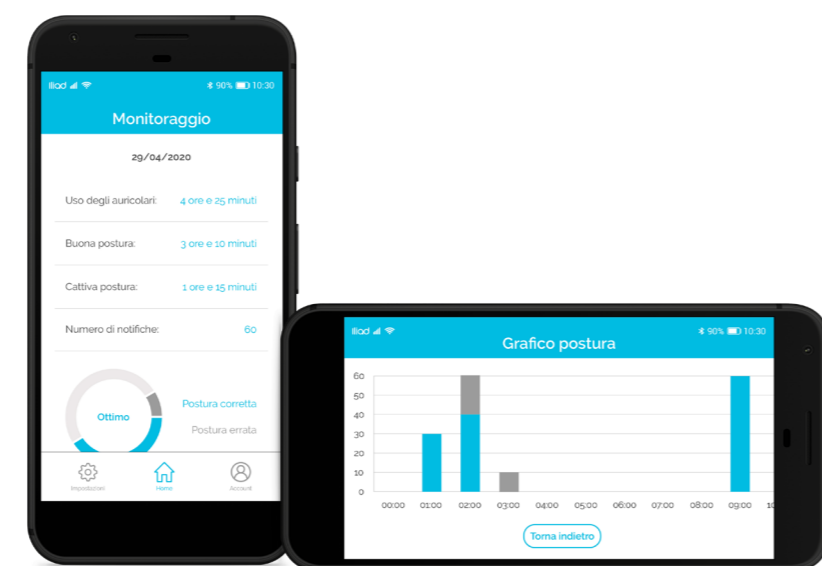 Iliad 90% 10:30
Monitoraggio
29/04/2020
Uso degli auricolari: 4 ore e 25 minuti
Buona postura: 3 ore e 10 minuti
Cattiva postura: 1 ore e 15 minuti
Numero di notifiche: 60
Ottimo
Postura corretta
Postura errata
Impostazioni Home Account
Iliad 90% 10:30
Grafico postura
60
50
40
30
20
10
0
00:00 01:00 02:00 03:00 04:00 05:00 06:00 07:00 08:00 09:00
Torna indietro